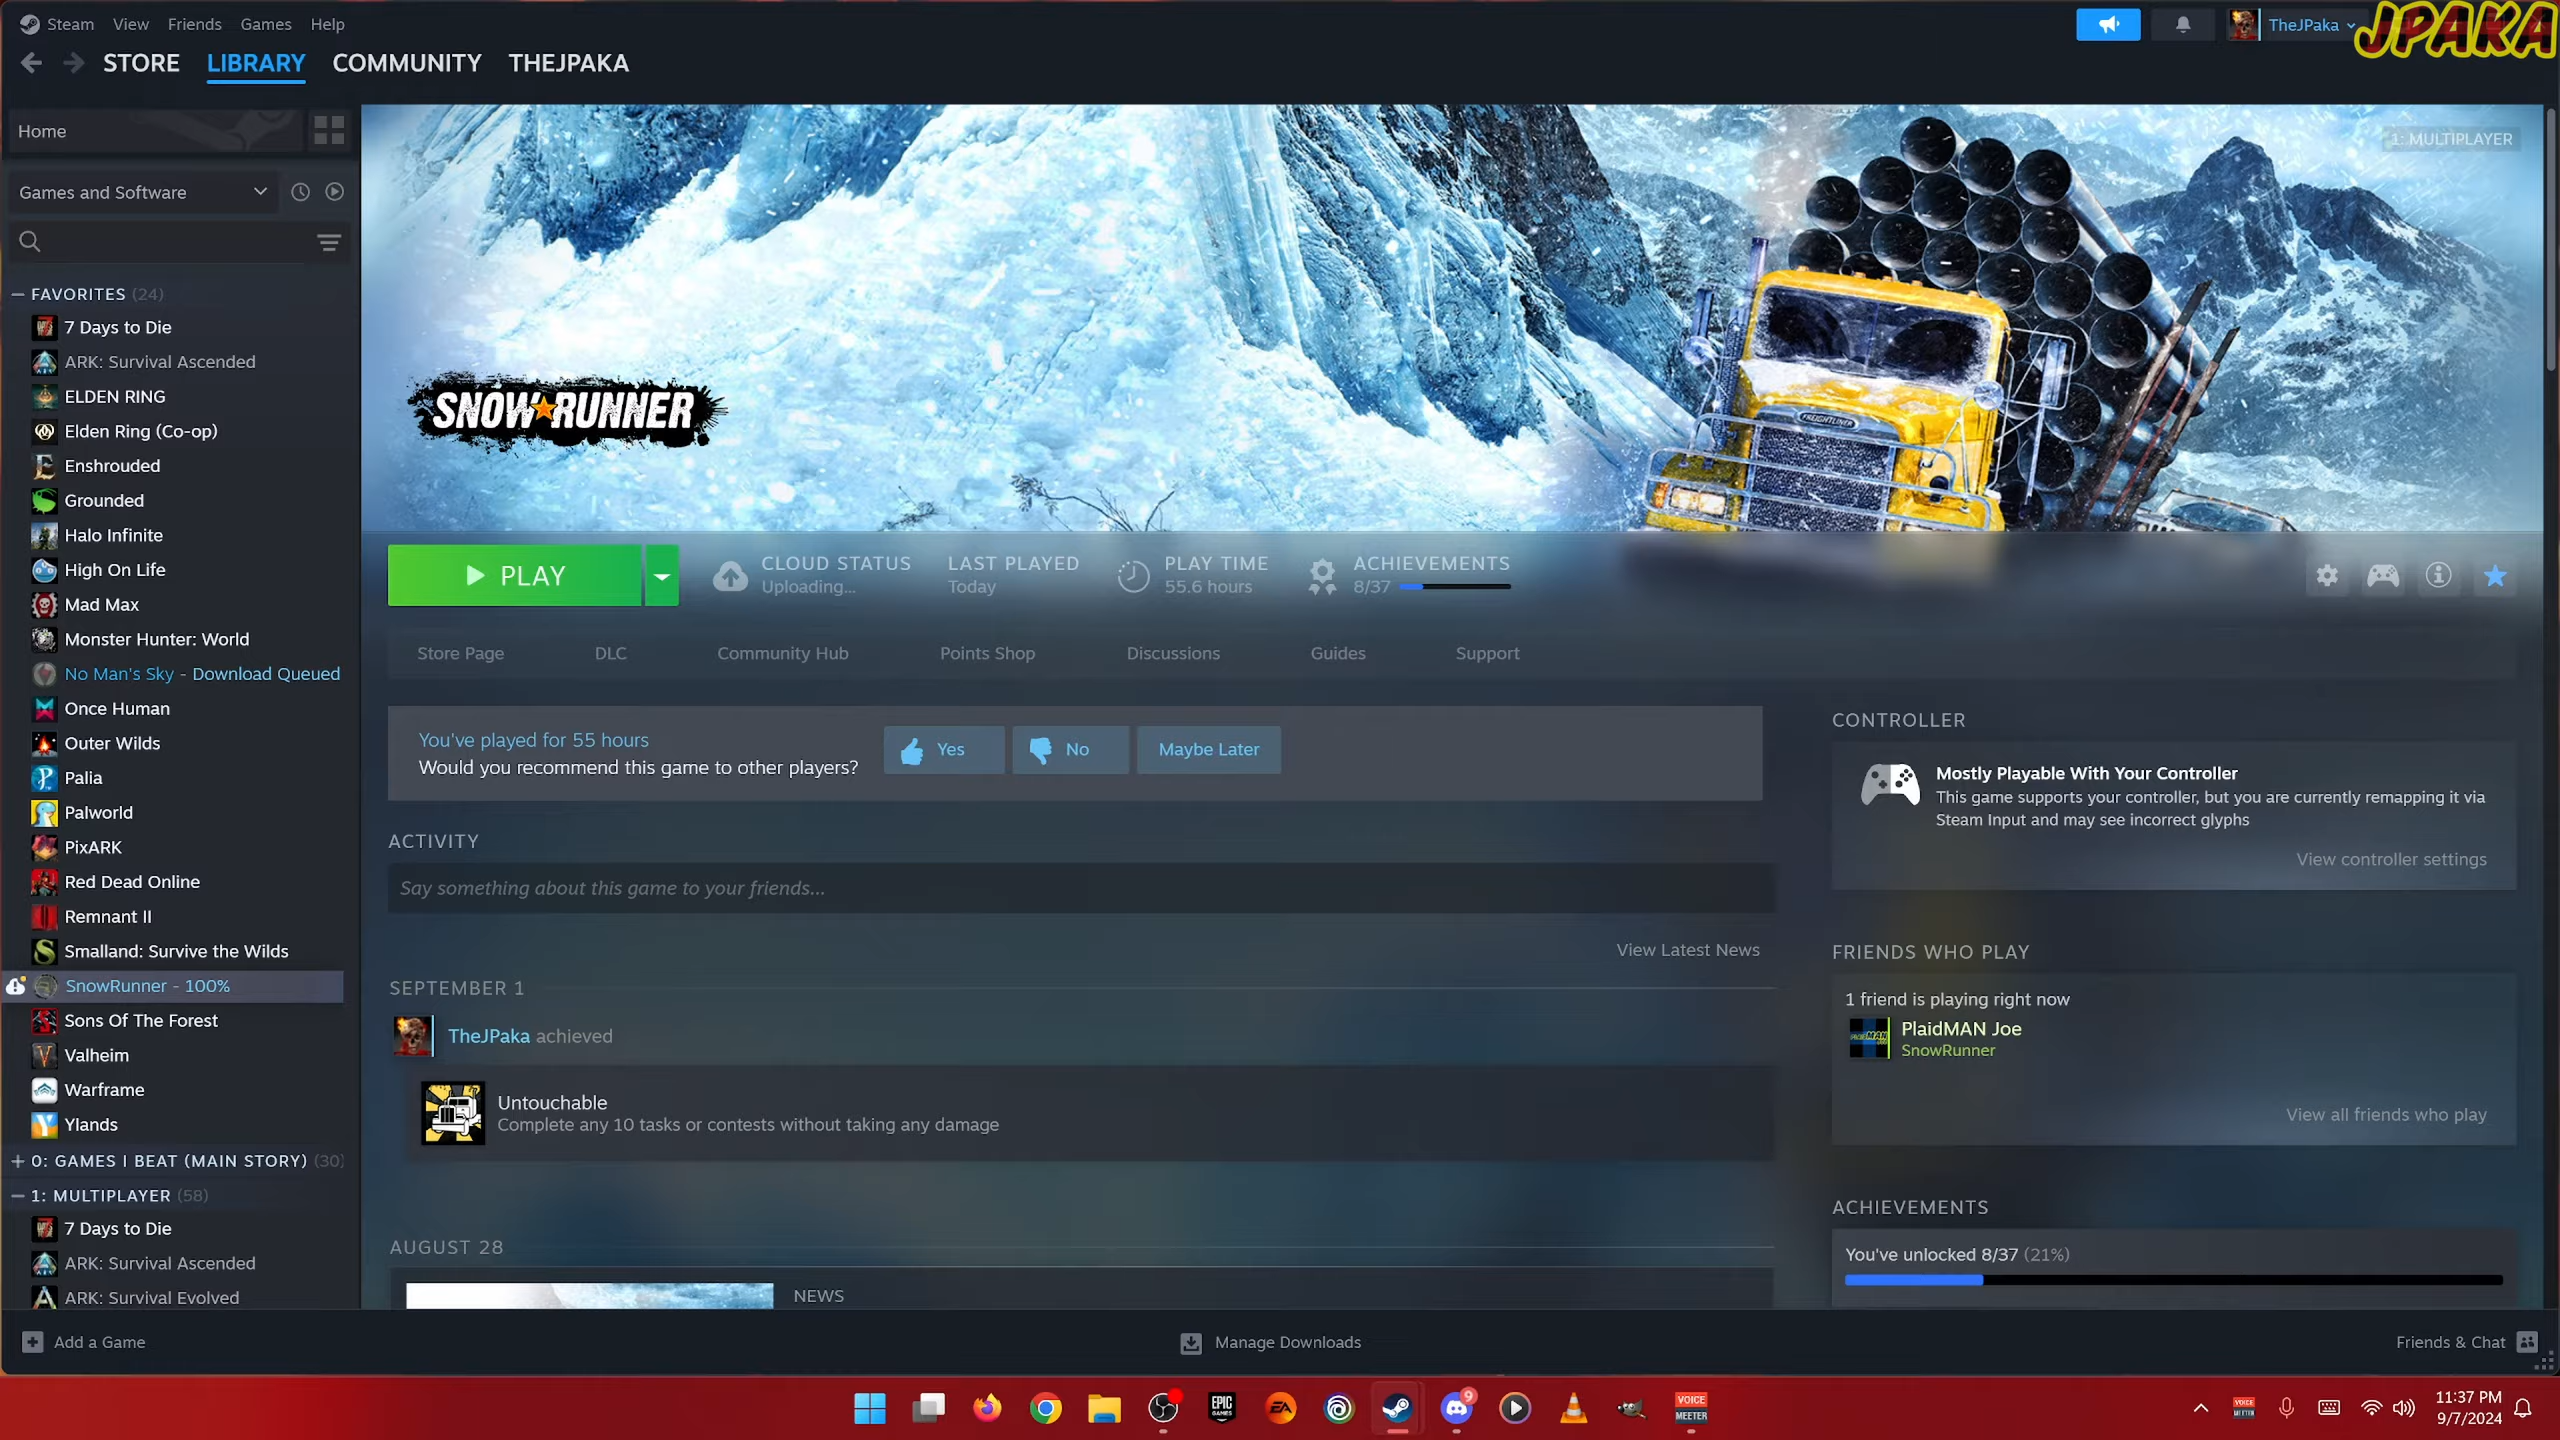 Steam View Friends Games Help
TheJPaka
JPAKA
STORE LIBRARY COMMUNITY THEJPAKA
Home
Games and Software
FAVORITES (24)
7 Days to Die
ARK: Survival Ascended
ELDEN RING
Elden Ring (Co-op)
Enshrouded
Grounded
Halo Infinite
High On Life
Mad Max
Monster Hunter: World
No Man's Sky - Download Queued
Once Human
Outer Wilds
Palia
Palworld
PixARK
Red Dead Online
Remnant II
Smalland: Survive the Wilds
SnowRunner - 100%
Sons Of The Forest
Valheim
Warframe
Ylands
0: GAMES I BEAT (MAIN STORY) (30)
1: MULTIPLAYER (58)
7 Days to Die
ARK: Survival Ascended
ARK: Survival Evolved
1: MULTIPLAYER
SNOWRUNNER
FREIGHTLINER
PLAY
CLOUD STATUS
Uploading...
LAST PLAYED
Today
PLAY TIME
55.6 hours
ACHIEVEMENTS
8/37
Store Page DLC Community Hub Points Shop Discussions Guides Support
You've played for 55 hours
Would you recommend this game to other players?
Yes
No
Maybe Later
ACTIVITY
Say something about this game to your friends...
View Latest News
SEPTEMBER 1
TheJPaka achieved
Untouchable
Complete any 10 tasks or contests without taking any damage
AUGUST 28
NEWS
CONTROLLER
Mostly Playable With Your Controller
This game supports your controller, but you are currently remapping it via
Steam Input and may see incorrect glyphs
View controller settings
FRIENDS WHO PLAY
1 friend is playing right now
PlaidMAN Joe
SnowRunner
View all friends who play
ACHIEVEMENTS
You've unlocked 8/37 (21%)
Add a Game
Manage Downloads
Friends & Chat
EPIC
GAMES
EA
9
VOICE
MEETER
VOICE
MEETER
11:37 PM
9/7/2024